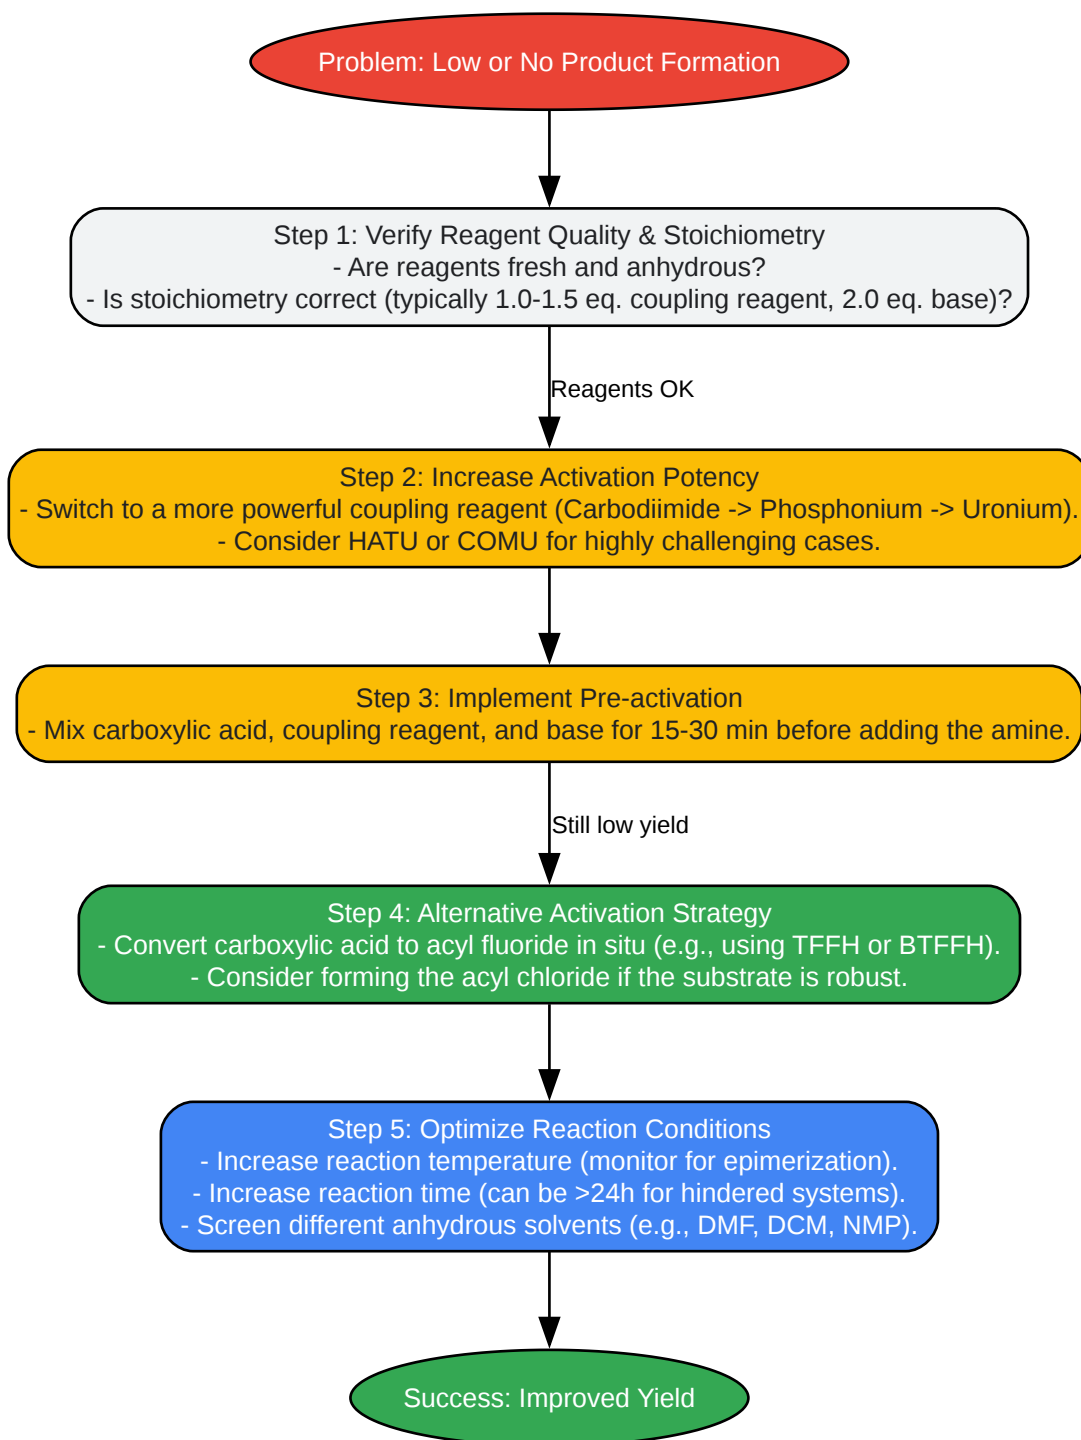 Problem: Low or No Product Formation
Step 1: Verify Reagent Quality & Stoichiometry
- Are reagents fresh and anhydrous?
- Is stoichiometry correct (typically 1.0-1.5 eq. coupling reagent, 2.0 eq. base)?
Reagents OK
Step 2: Increase Activation Potency
- Switch to a more powerful coupling reagent (Carbodiimide -> Phosphonium -> Uronium).
- Consider HATU or COMU for highly challenging cases.
Step 3: Implement Pre-activation
- Mix carboxylic acid, coupling reagent, and base for 15-30 min before adding the amine.
Still low yield
Step 4: Alternative Activation Strategy
- Convert carboxylic acid to acyl fluoride in situ (e.g., using TFFH or BTFFH).
- Consider forming the acyl chloride if the substrate is robust.
Step 5: Optimize Reaction Conditions
- Increase reaction temperature (monitor for epimerization).
- Increase reaction time (can be >24h for hindered systems).
- Screen different anhydrous solvents (e.g., DMF, DCM, NMP).
Success: Improved Yield